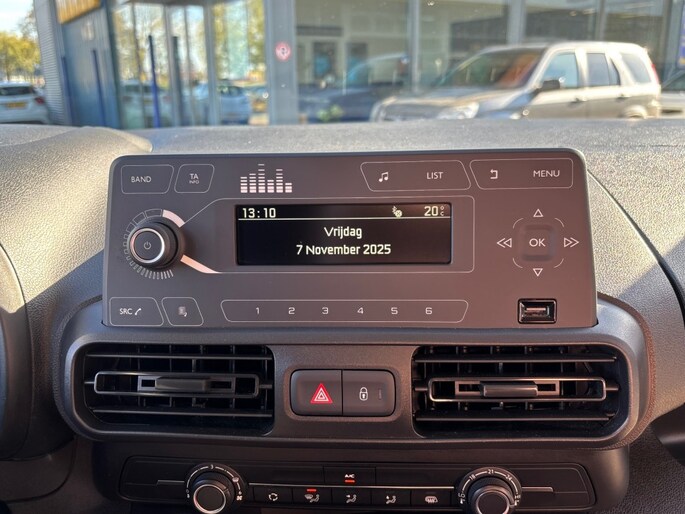 BAND
TA
INFO
LIST
MENU
13:10 20°C
Vrijdag
7 November 2025
OK
SRC
1 2 3 4 5 6
A/C
21